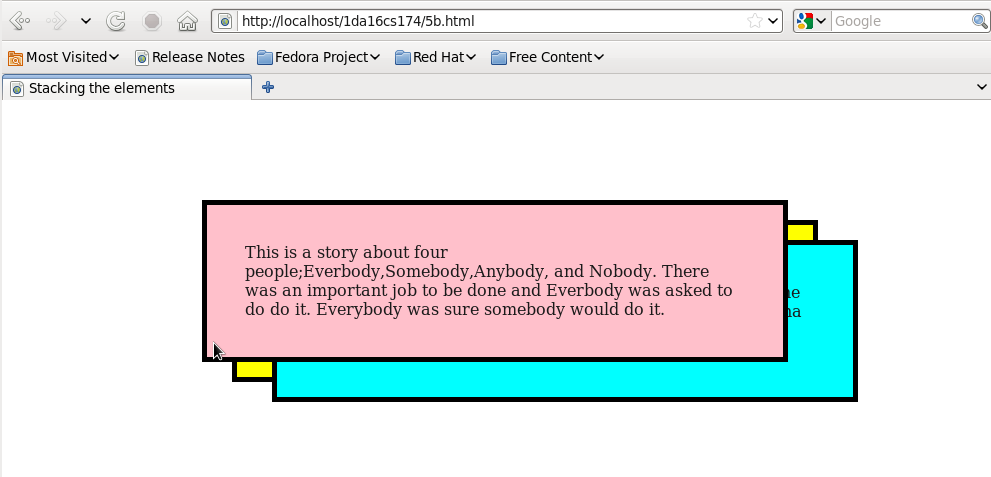 http://localhost/1da16cs174/5b.html
Google
Most Visited Release Notes Fedora Project Red Hat Free Content
Stacking the elements
This is a story about four
people;Everbody,Somebody,Anybody, and Nobody. There
was an important job to be done and Everbody was asked to
do do it. Everybody was sure somebody would do it.